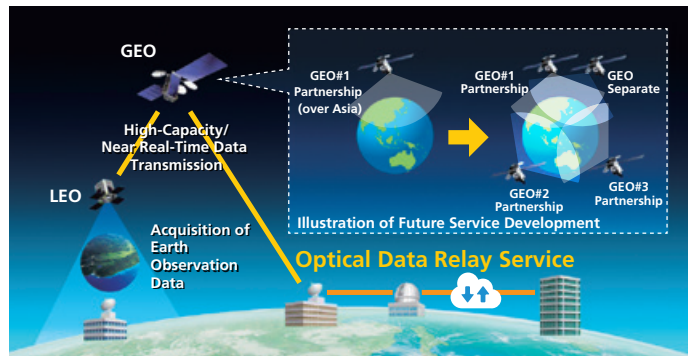 GEO
High-Capacity/
Near Real-Time Data
Transmission
LEO
Acquisition of
Earth
Observation
Data
GEO#1
Partnership
(over Asia)
GEO#1
Partnership
GEO
Separate
GEO#2
Partnership
GEO#3
Partnership
Illustration of Future Service Development
Optical Data Relay Service